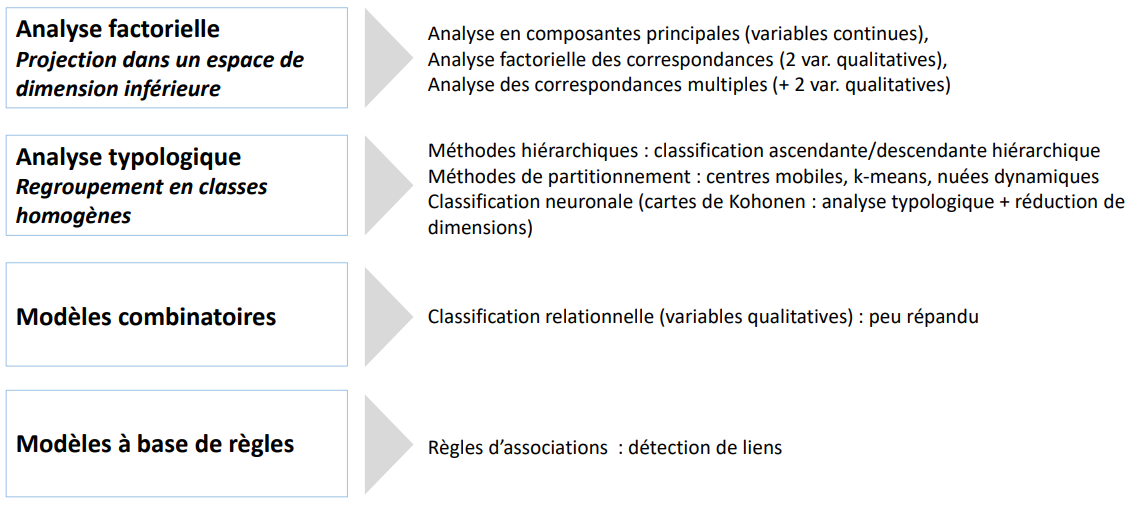 Analyse factorielle
Projection dans un espace de
dimension inférieure
Analyse en composantes principales (variables continues),
Analyse factorielle des correspondances (2 var. qualitatives),
Analyse des correspondances multiples (+ 2 var. qualitatives)
Analyse typologique
Regroupement en classes
homogènes
Méthodes hiérarchiques : classification ascendante/descendante hiérarchique
Méthodes de partitionnement : centres mobiles, k-means, nuées dynamiques
Classification neuronale (cartes de Kohonen : analyse typologique + réduction de
dimensions)
Modèles combinatoires
Classification relationnelle (variables qualitatives) : peu répandu
Modèles à base de règles
Règles d’associations  : détection de liens